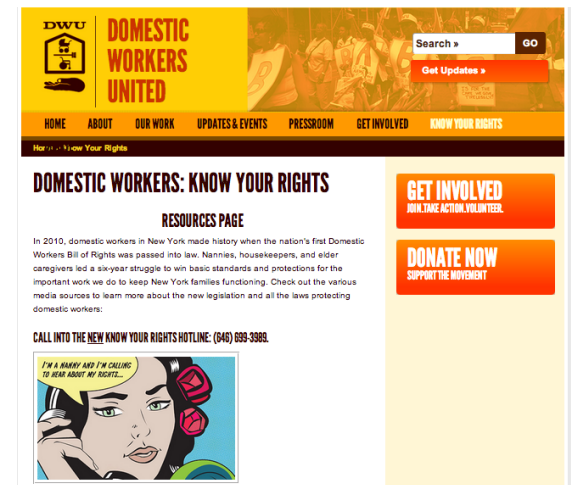 DWU
DOMESTIC
WORKERS
UNITED
Search »
GO
Get Updates »
HOME ABOUT OUR WORK UPDATES & EVENTS PRESSROOM GET INVOLVED KNOW YOUR RIGHTS
Know Your Rights
DOMESTIC WORKERS: KNOW YOUR RIGHTS
RESOURCES PAGE
In 2010, domestic workers in New York made history when the nation's first Domestic
Workers Bill of Rights was passed into law. Nannies, housekeepers, and elder
caregivers led a six-year struggle to win basic standards and protections for the
important work we do to keep New York families functioning. Check out the various
media sources to learn more about the new legislation and all the laws protecting
domestic workers:
CALL INTO THE NEW KNOW YOUR RIGHTS HOTLINE: (646) 699-3989.
I'M A NANNY AND I'M CALLING
TO HEAR ABOUT MY RIGHTS...
GET INVOLVED
JOIN. TAKE ACTION. VOLUNTEER.
DONATE NOW
SUPPORT THE MOVEMENT